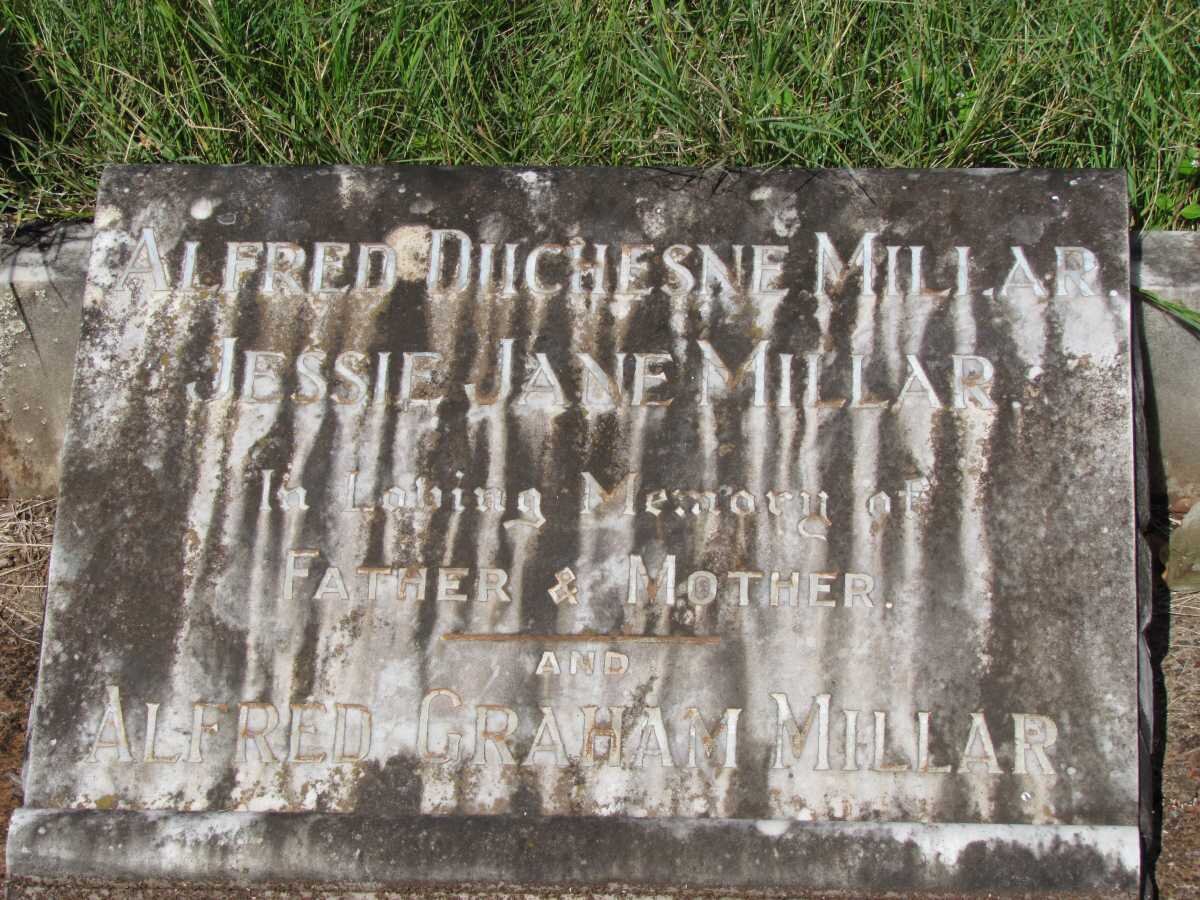 ALFRED DUCHESNE MILLAR.
JESSIE JANE MILLAR.
In Loving Memory of
FATHER & MOTHER.
AND
ALFRED GRAHAM MILLAR.